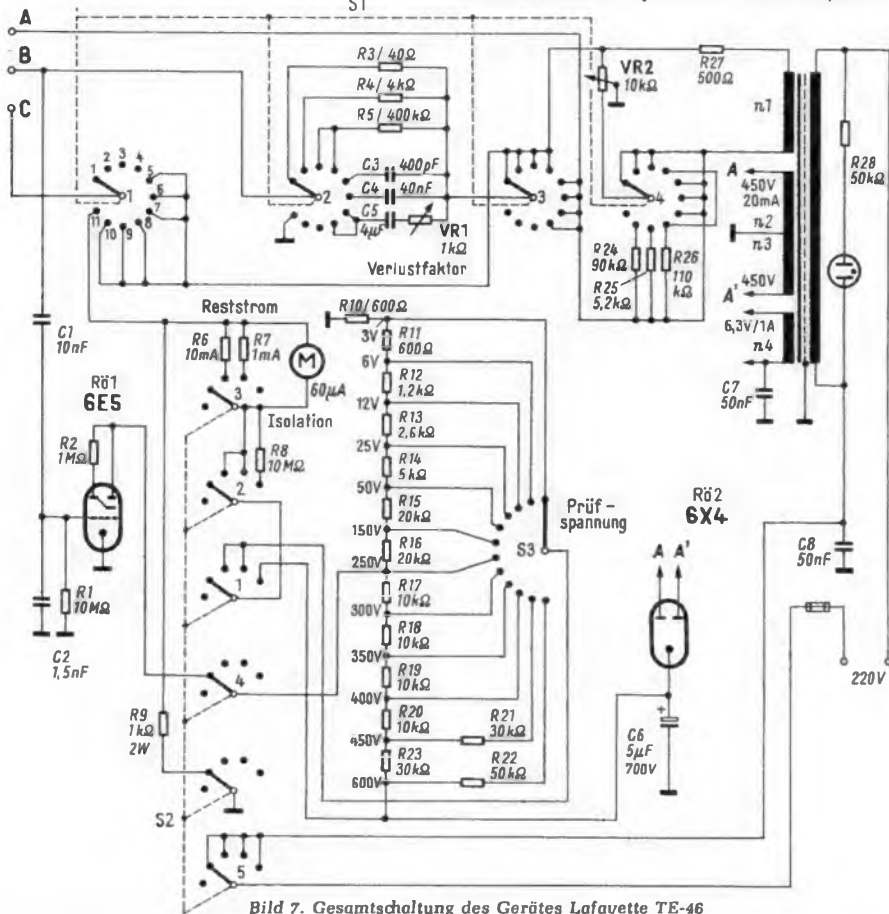 S1
A
B
C
R3/40Ω
R4/4kΩ
R5/400kΩ
C3 400pF
C4 40nF
C5
4µF
VR1
1kΩ
Verlustfaktor
VR2
10kΩ
R27
500Ω
n1
A
450V
20mA
n2
n3
450V
A'
6,3V/1A
n4
R28
50kΩ
1
2
3
4
5
6
7
8
9
10
11
1
2
3
4
R24
90kΩ
R25
5,2kΩ
R26
110
kΩ
C7
50nF
C8
50nF
220V
C1
10nF
Rö1
6E5
R2
1MΩ
R1
10MΩ
C2
1,5nF
Reststrom
R6
10mA
R7
1mA
M
60µA
3
Isolation
R8
10MΩ
2
1
4
R9
1kΩ
2W
S2
5
R10/600Ω
3V
R11
600Ω
6V
R12
1,2kΩ
12V
R13
2,6kΩ
25V
R14
5kΩ
50V
R15
20kΩ
150V
R16
20kΩ
250V
R17
10kΩ
300V
R18
10kΩ
350V
R19
10kΩ
400V
R20
10kΩ
450V
R23
30kΩ
600V
R21
30kΩ
R22
50kΩ
Prüf-
spannung
S3
Rö2
6X4
A A'
+
C6
5µF
700V
Bild 7. Gesamtschaltung des Gerätes Lafayette TE-46